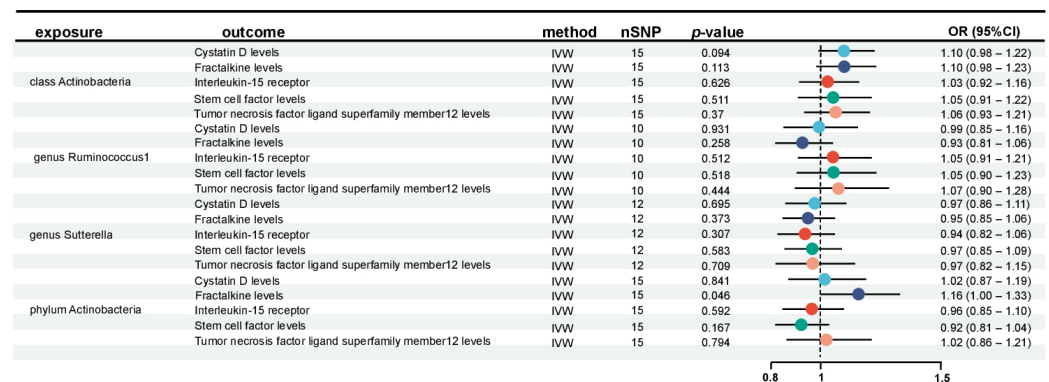 exposure outcome method nSNP p-value OR (95%CI)
Cystatin D levels IVW 15 0.094 1.10 (0.98 – 1.22)
Fractalkine levels IVW 15 0.113 1.10 (0.98 – 1.23)
class Actinobacteria Interleukin-15 receptor IVW 15 0.626 1.03 (0.92 – 1.16)
Stem cell factor levels IVW 15 0.511 1.05 (0.91 – 1.22)
Tumor necrosis factor ligand superfamily member12 levels IVW 15 0.37 1.06 (0.93 – 1.21)
Cystatin D levels IVW 10 0.931 0.99 (0.85 – 1.16)
Fractalkine levels IVW 10 0.258 0.93 (0.81 – 1.06)
genus Ruminococcus1 Interleukin-15 receptor IVW 10 0.512 1.05 (0.91 – 1.21)
Stem cell factor levels IVW 10 0.518 1.05 (0.90 – 1.23)
Tumor necrosis factor ligand superfamily member12 levels IVW 10 0.444 1.07 (0.90 – 1.28)
Cystatin D levels IVW 12 0.695 0.97 (0.86 – 1.11)
Fractalkine levels IVW 12 0.373 0.95 (0.85 – 1.06)
genus Sutterella Interleukin-15 receptor IVW 12 0.307 0.94 (0.82 – 1.06)
Stem cell factor levels IVW 12 0.583 0.97 (0.85 – 1.09)
Tumor necrosis factor ligand superfamily member12 levels IVW 12 0.709 0.97 (0.82 – 1.15)
Cystatin D levels IVW 15 0.841 1.02 (0.87 – 1.19)
Fractalkine levels IVW 15 0.046 1.16 (1.00 – 1.33)
phylum Actinobacteria Interleukin-15 receptor IVW 15 0.592 0.96 (0.85 – 1.10)
Stem cell factor levels IVW 15 0.167 0.92 (0.81 – 1.04)
Tumor necrosis factor ligand superfamily member12 levels IVW 15 0.794 1.02 (0.86 – 1.21)
0.8 1 1.5